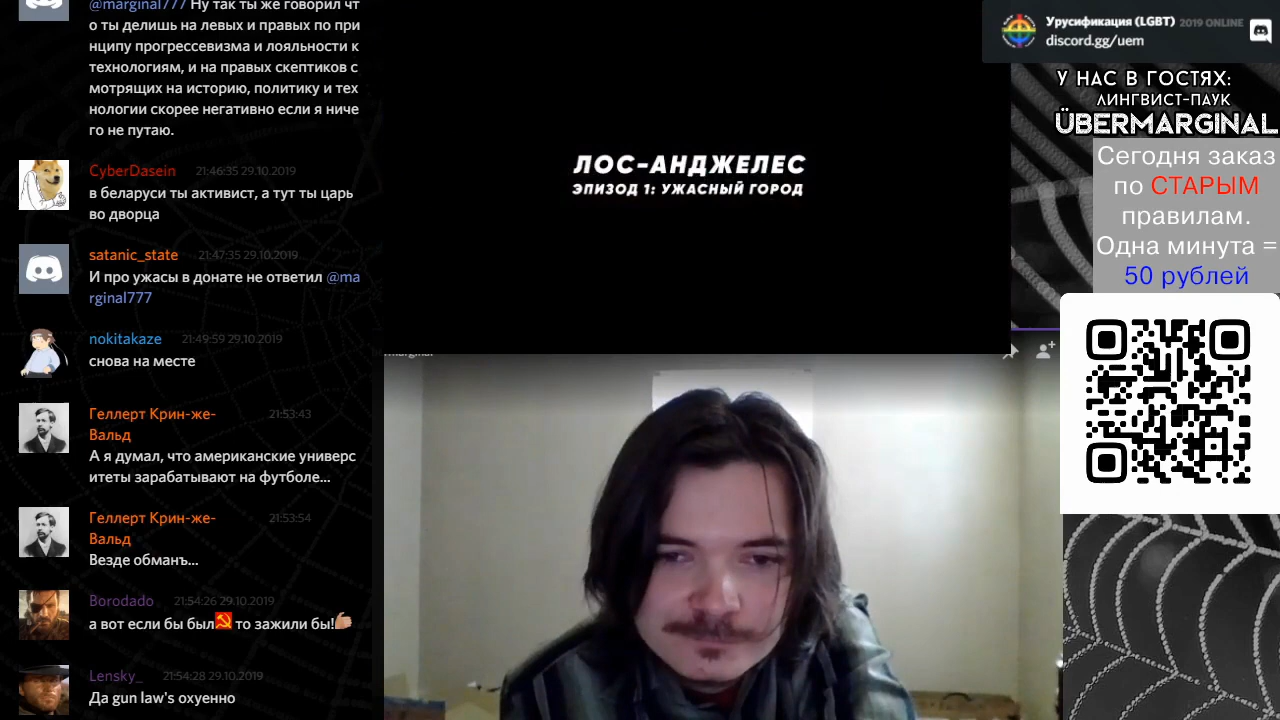 @marginal777 Ну так ты же говорил чт
о ты делишь на левых и правых по при
нципу прогрессевизма и лояльности к
технологиям, и на правых скептиков с
мотрящих на историю, политику и тех
нологии скорее негативно если я ниче
го не путаю.
CyberDasein 21:46:35 29.10.2019
в беларуси ты активист, а тут ты царь
во дворца
satanic_state 21:47:35 29.10.2019
И про ужасы в донате не ответил @ma
rginal777
nokitakaze 21:49:59 29.10.2019
снова на месте
Геллерт Крин-же- 21:53:43
Вальд
А я думал, что американские универс
итеты зарабатывают на футболе...
Геллерт Крин-же- 21:53:54
Вальд
Везде обманъ...
Borodado 21:54:26 29.10.2019
а вот если бы был то зажили бы!
Lensky_ 21:54:28 29.10.2019
Да gun law's охуенно
ЛОС-АНДЖЕЛЕС
ЭПИЗОД 1: УЖАСНЫЙ ГОРОД
Урусификация (LGBT) 2019 ONLINE
discord.gg/uem
У НАС В ГОСТЯХ:
ЛИНГВИСТ-ПАУК
ÜBERMARGINAL
Сегодня заказ
по СТАРЫМ
правилам.
Одна минута =
50 рублей